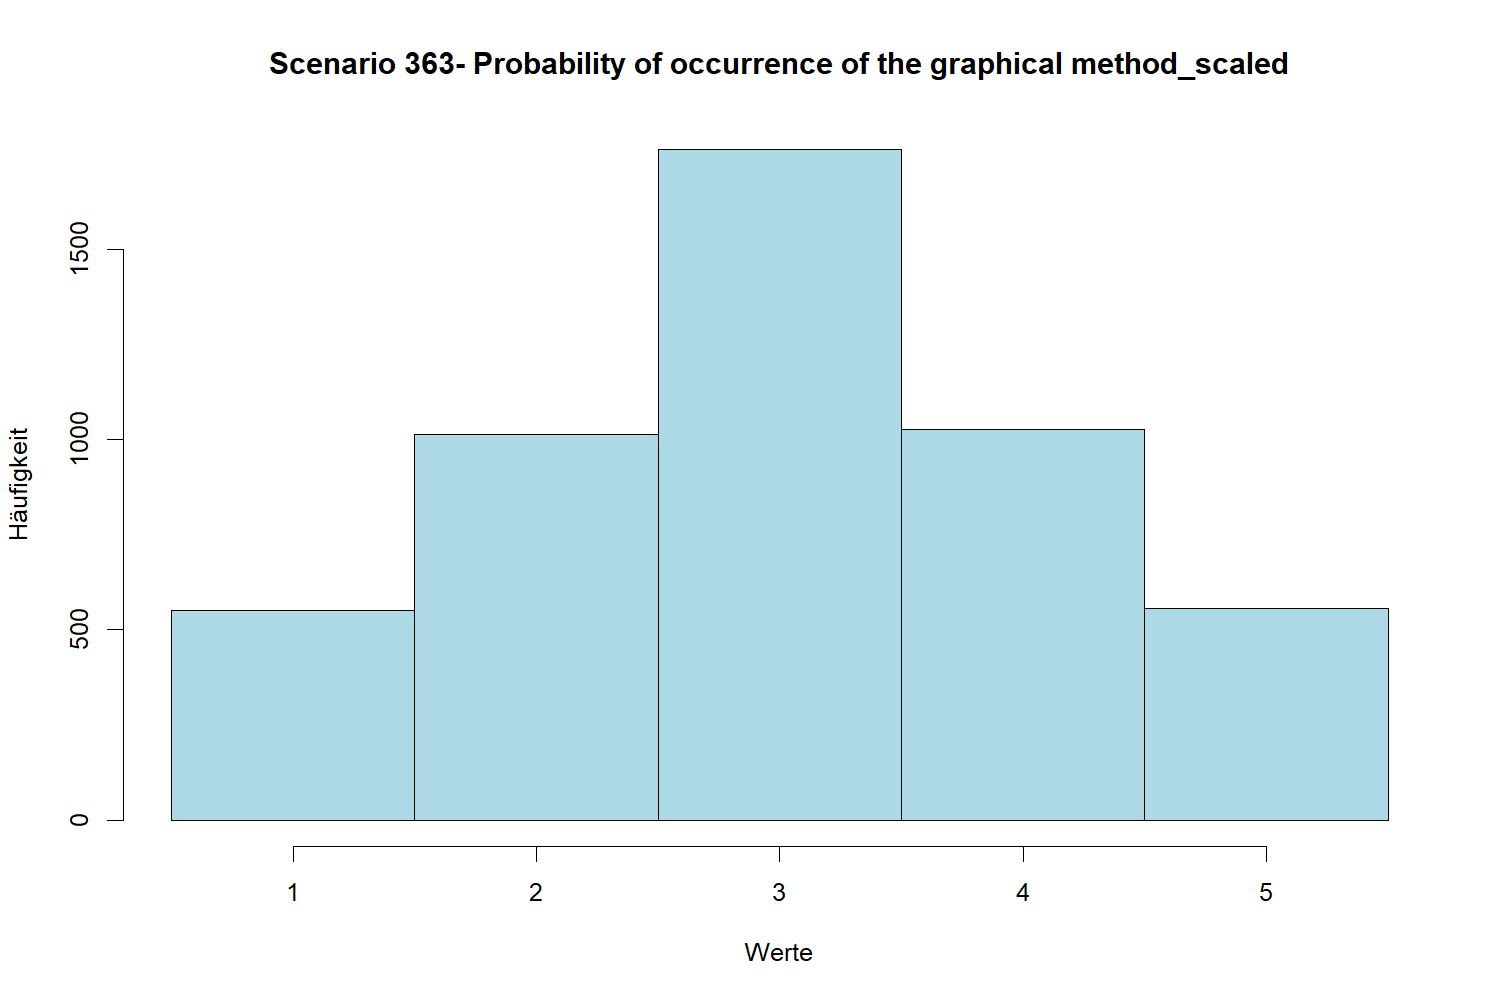 Scenario 363- Probability of occurrence of the graphical method_scaled
Häufigkeit
1500
1000
500
0
1 2 3 4 5
Werte